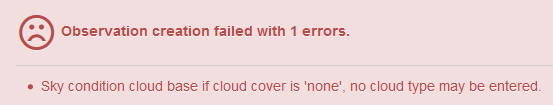 Observation creation failed with 1 errors.
Sky condition cloud base if cloud cover is 'none', no cloud type may be entered.